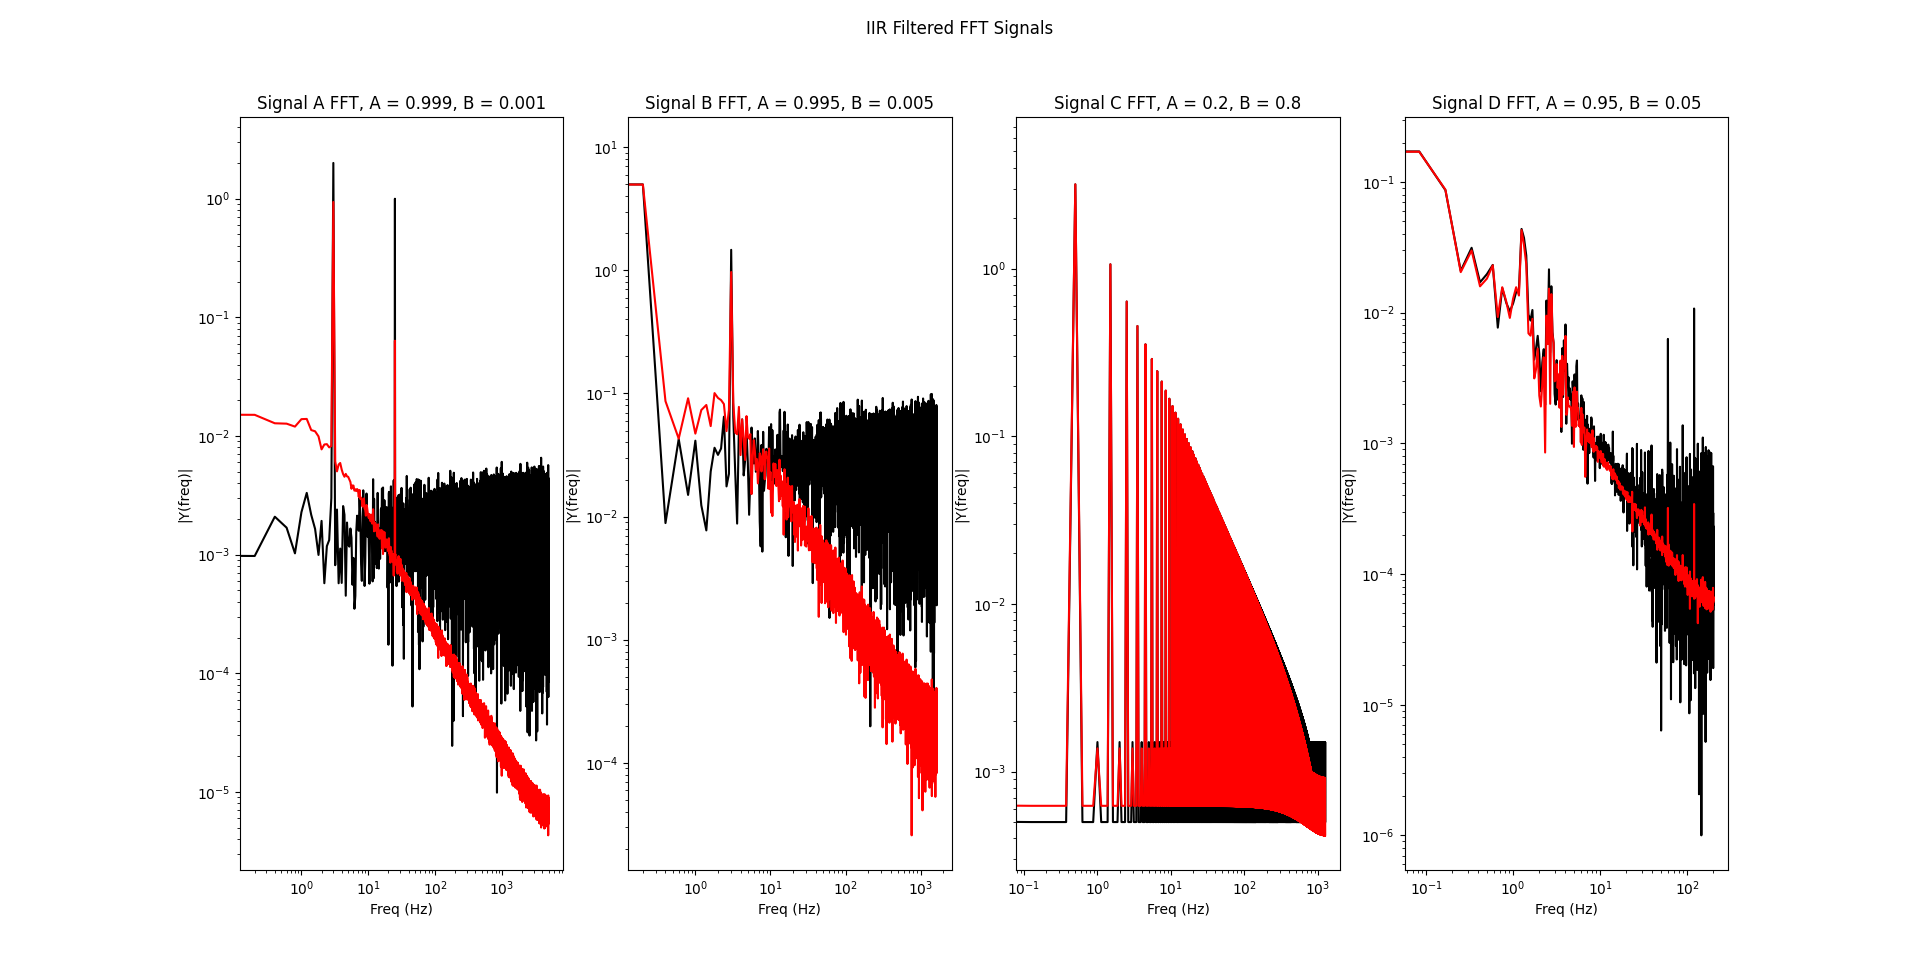 IIR Filtered FFT Signals
Signal A FFT, A = 0.999, B = 0.001
|Y(freq)|
10⁰
10⁻¹
10⁻²
10⁻³
10⁻⁴
10⁻⁵
10⁰ 10¹ 10² 10³
Freq (Hz)
Signal B FFT, A = 0.995, B = 0.005
|Y(freq)|
10¹
10⁰
10⁻¹
10⁻²
10⁻³
10⁻⁴
10⁰ 10¹ 10² 10³
Freq (Hz)
Signal C FFT, A = 0.2, B = 0.8
|Y(freq)|
10⁰
10⁻¹
10⁻²
10⁻³
10⁻¹ 10⁰ 10¹ 10² 10³
Freq (Hz)
Signal D FFT, A = 0.95, B = 0.05
|Y(freq)|
10⁻¹
10⁻²
10⁻³
10⁻⁴
10⁻⁵
10⁻⁶
10⁻¹ 10⁰ 10¹ 10²
Freq (Hz)